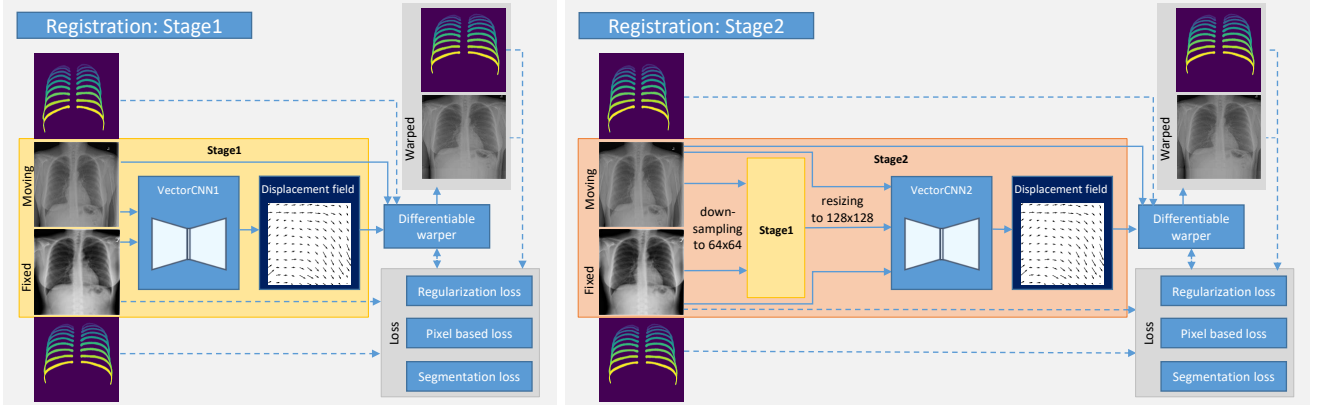 Registration: Stage1
Warped
Stage1
Moving
VectorCNN1
Displacement field
Differentiable
warper
Fixed
Loss
Regularization loss
Pixel based loss
Segmentation loss
Registration: Stage2
Warped
Stage2
Moving
VectorCNN2
Displacement field
resizing
to 128x128
down-
sampling
to 64x64
Stage1
Differentiable
warper
Fixed
Loss
Regularization loss
Pixel based loss
Segmentation loss